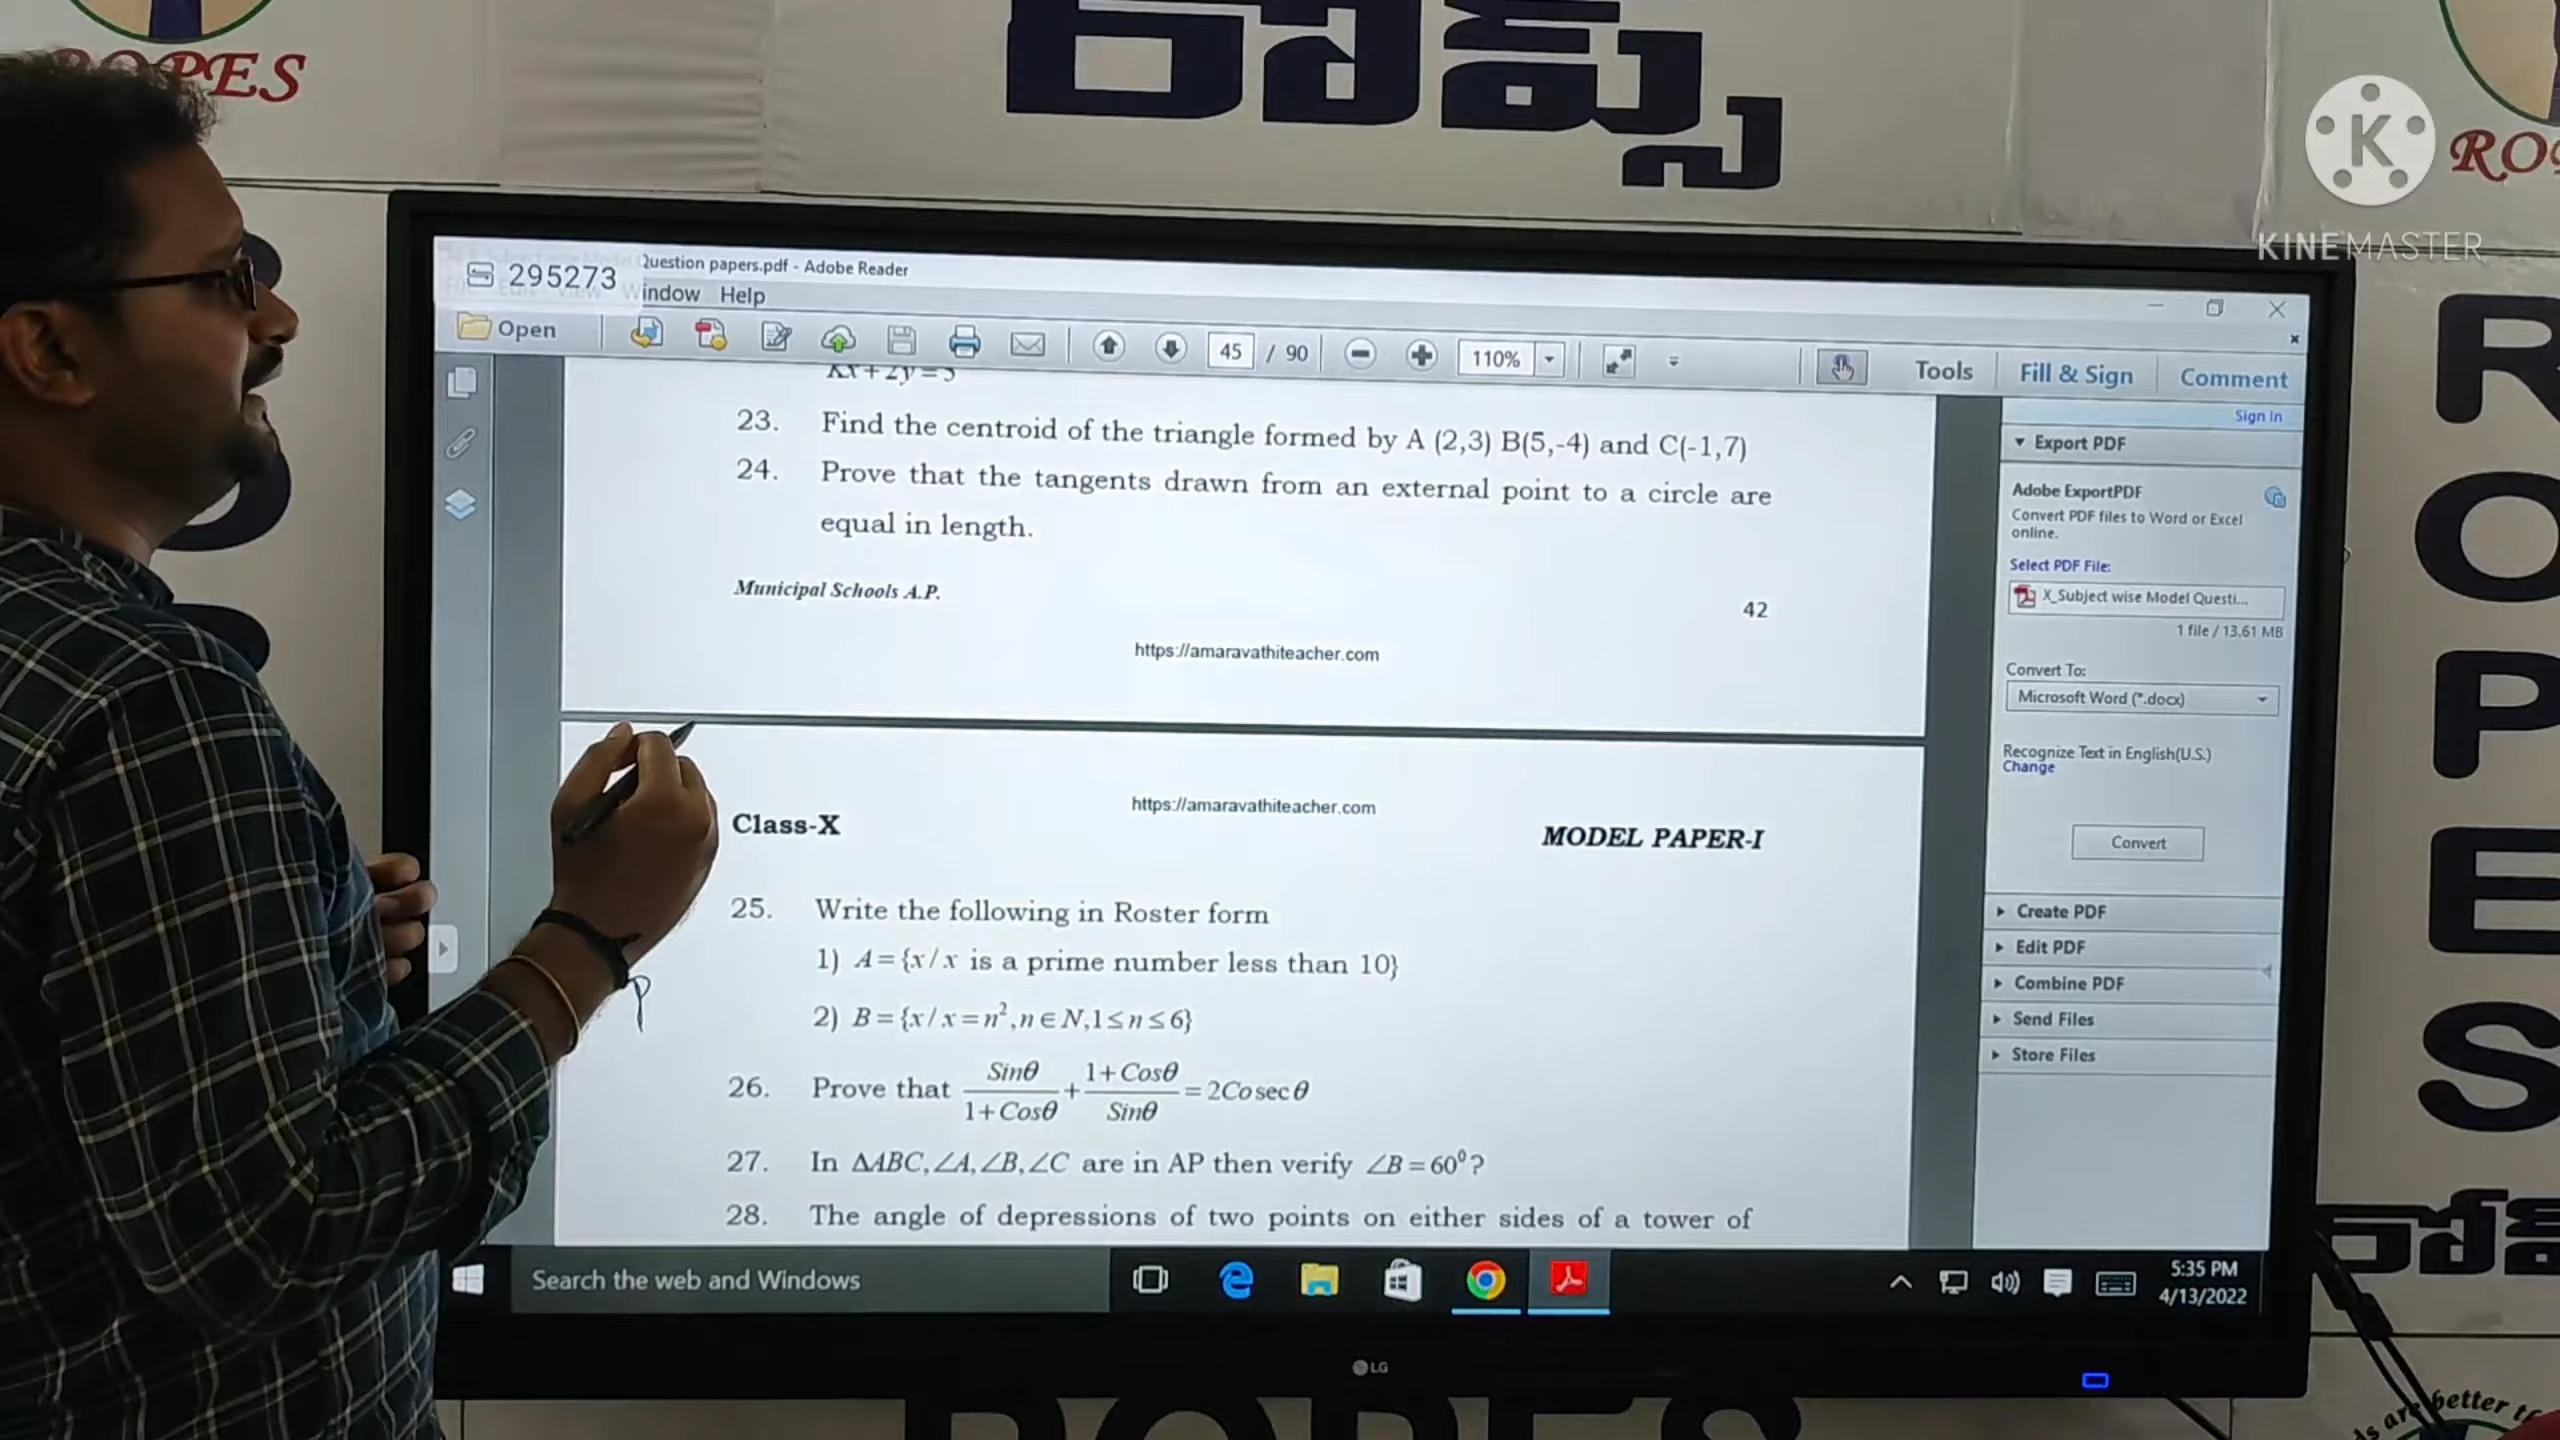 రోప్స్
ROPES
KINEMASTER
295273
Question papers.pdf - Adobe Reader
indow Help
Open
45 / 90
110%
Tools
Fill & Sign
Comment
Sign In
Kx+2y=5
23. Find the centroid of the triangle formed by A (2,3) B(5,-4) and C(-1,7)
24. Prove that the tangents drawn from an external point to a circle are
equal in length.
Municipal Schools A.P.
42
https://amaravathiteacher.com
https://amaravathiteacher.com
Class-X
MODEL PAPER-I
25. Write the following in Roster form
1) A={x/x is a prime number less than 10}
2) B={x/x=n²,n∈N,1≤n≤6}
P
26. Prove that Sinθ/1+Cosθ + 1+Cosθ/Sinθ = 2Cosecθ
27. In ΔABC,∠A,∠B,∠C are in AP then verify ∠B=60⁰?
28. The angle of depressions of two points on either sides of a tower of
Export PDF
Adobe ExportPDF
Convert PDF files to Word or Excel
online.
Select PDF File:
X_Subject wise Model Questi...
1 file / 13.61 MB
Convert To:
Microsoft Word (*.docx)
Recognize Text in English(U.S.)
Change
Convert
Create PDF
Edit PDF
Combine PDF
Send Files
Store Files
Search the web and Windows
5:35 PM
4/13/2022
LG
ROPES
ROPES
better